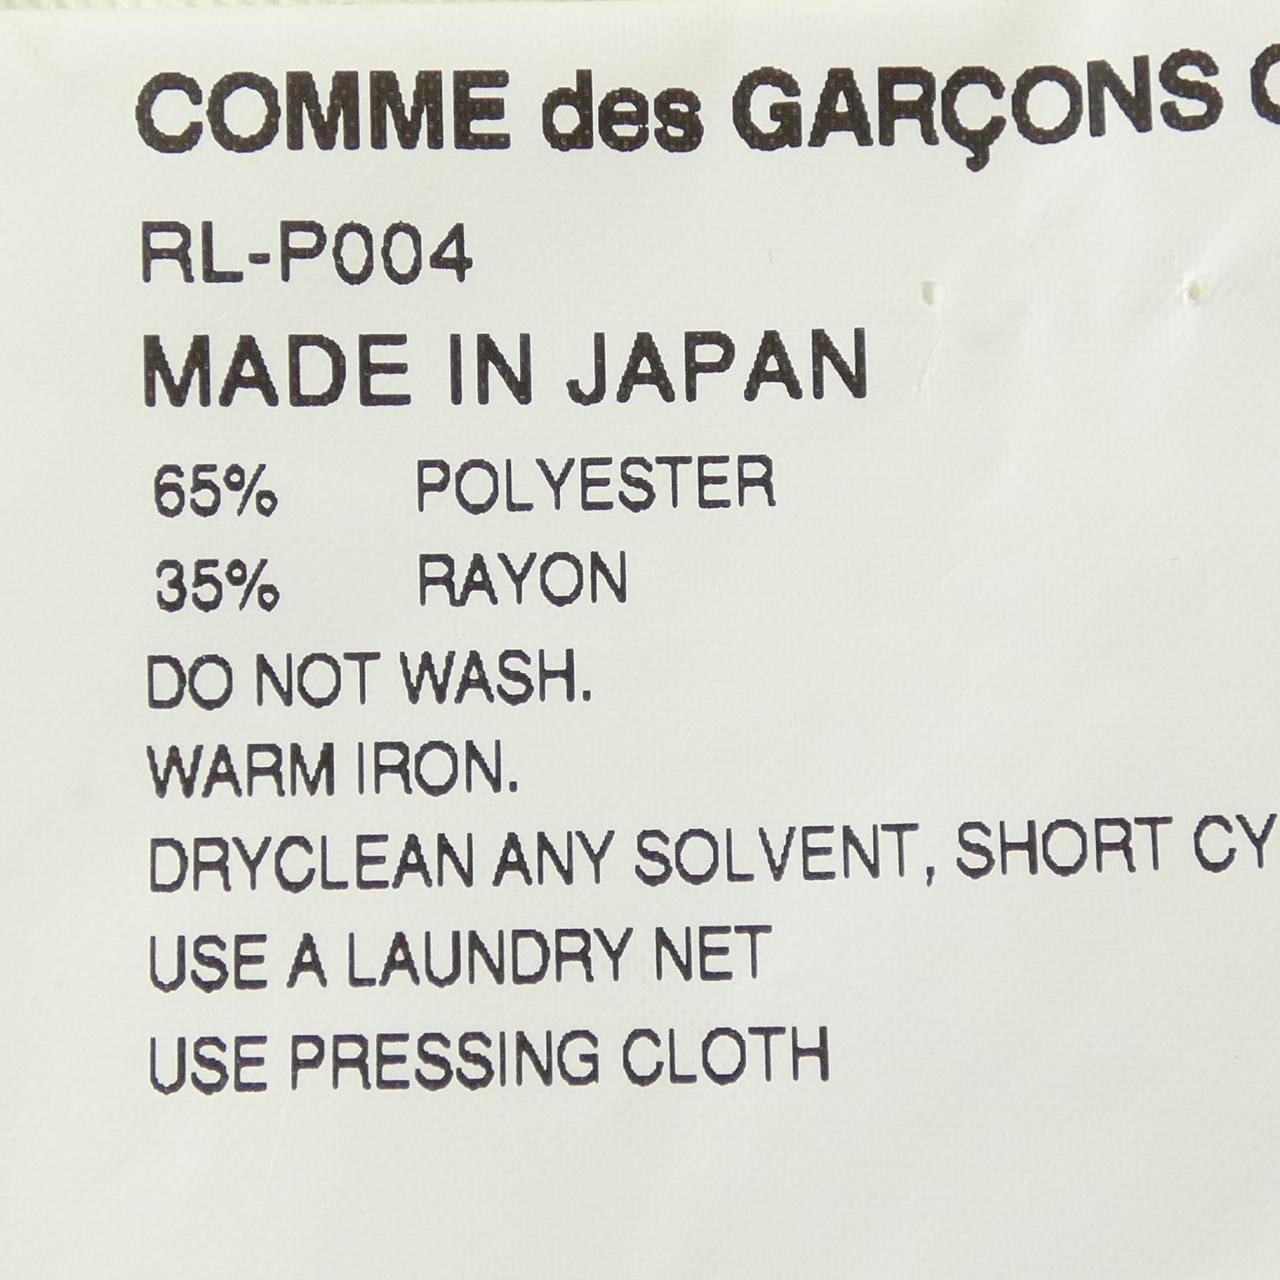 COMME des GARÇONS
RL-P004
MADE IN JAPAN
65% POLYESTER
35% RAYON
DO NOT WASH.
WARM IRON.
DRYCLEAN ANY SOLVENT, SHORT CY
USE A LAUNDRY NET
USE PRESSING CLOTH